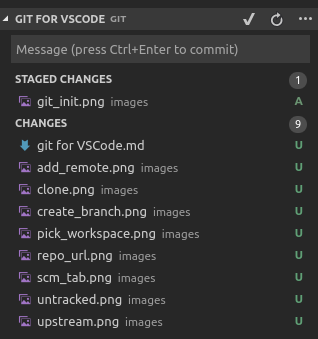 GIT FOR VSCODE GIT
Message (press Ctrl+Enter to commit)
STAGED CHANGES 1
git_init.png images A
CHANGES 9
git for VSCode.md U
add_remote.png images U
clone.png images U
create_branch.png images U
pick_workspace.png images U
repo_url.png images U
scm_tab.png images U
untracked.png images U
upstream.png images U